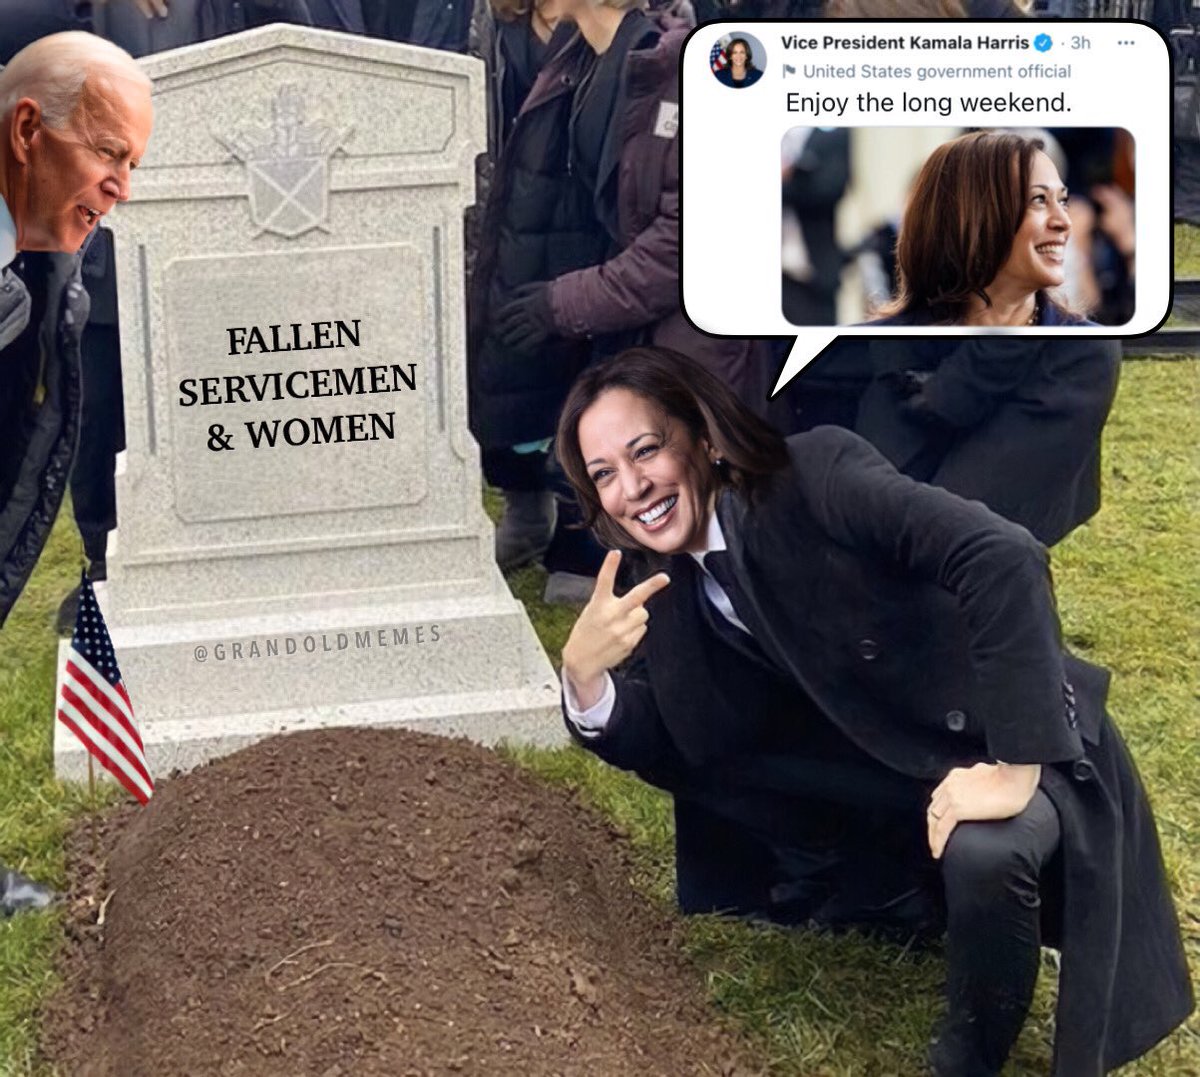 Vice President Kamala Harris · 3h ...
United States government official
Enjoy the long weekend.
FALLEN
SERVICEMEN
& WOMEN
@GRANDOLDMEMES